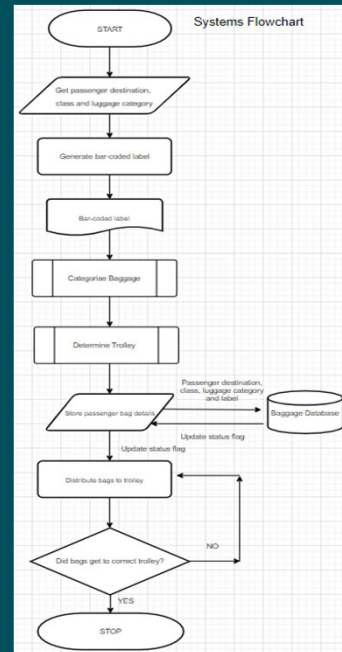 Systems Flowchart
START
Get passenger destination,
class and luggage category
Generate bar-coded label
Bar-coded label
Categorise Baggage
Determine Trolley
Passenger destination,
class, luggage category
and label
Store passenger bag details
Baggage Database
Update status flag
Update status flag
Distribute bags to trolley
Did bags get to correct trolley?
NO
YES
STOP